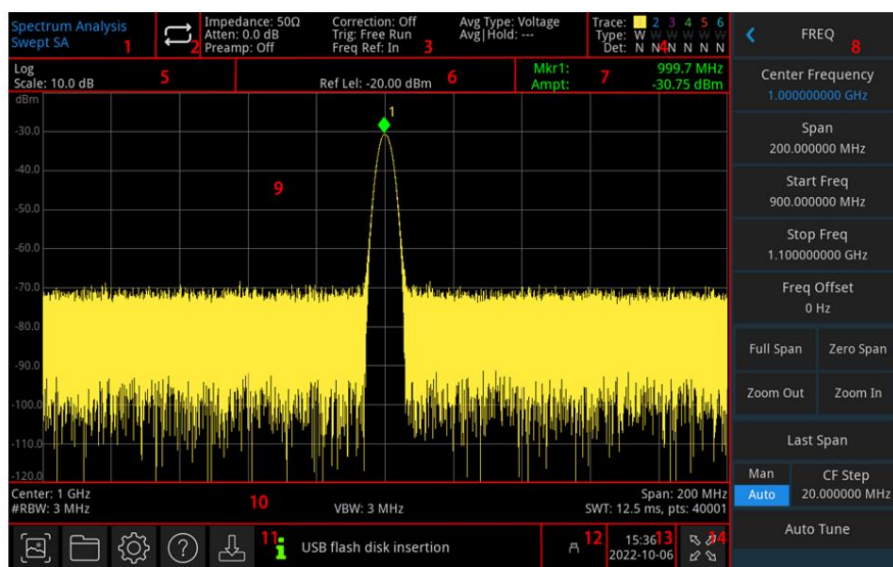 Spectrum Analysis
Swept SA
1
2
Impedance: 50Ω
Atten: 0.0 dB
Preamp: Off
Correction: Off
Trig: Free Run
Freq Ref: In
3
Avg Type: Voltage
Avg|Hold: ---
Trace: 1 2 3 4 5 6
Type: W W W W W W
Det: N N N N N N
4
Log
Scale: 10.0 dB
5
Ref Lel: -20.00 dBm
6
Mkr1: 999.7 MHz
Ampt: -30.75 dBm
7
dBm
1
-30.0
-40.0
9
-50.0
-60.0
-70.0
-80.0
-90.0
-100.0
-110.0
-120.0
Center: 1 GHz
#RBW: 3 MHz
10
VBW: 3 MHz
Span: 200 MHz
SWT: 12.5 ms, pts: 40001
11
USB flash disk insertion
12
15:36
2022-10-06
13
14
FREQ
8
Center Frequency
1.000000000 GHz
Span
200.000000 MHz
Start Freq
900.000000 MHz
Stop Freq
1.100000000 GHz
Freq Offset
0 Hz
Full Span
Zero Span
Zoom Out
Zoom In
Last Span
Man
Auto
CF Step
20.000000 MHz
Auto Tune